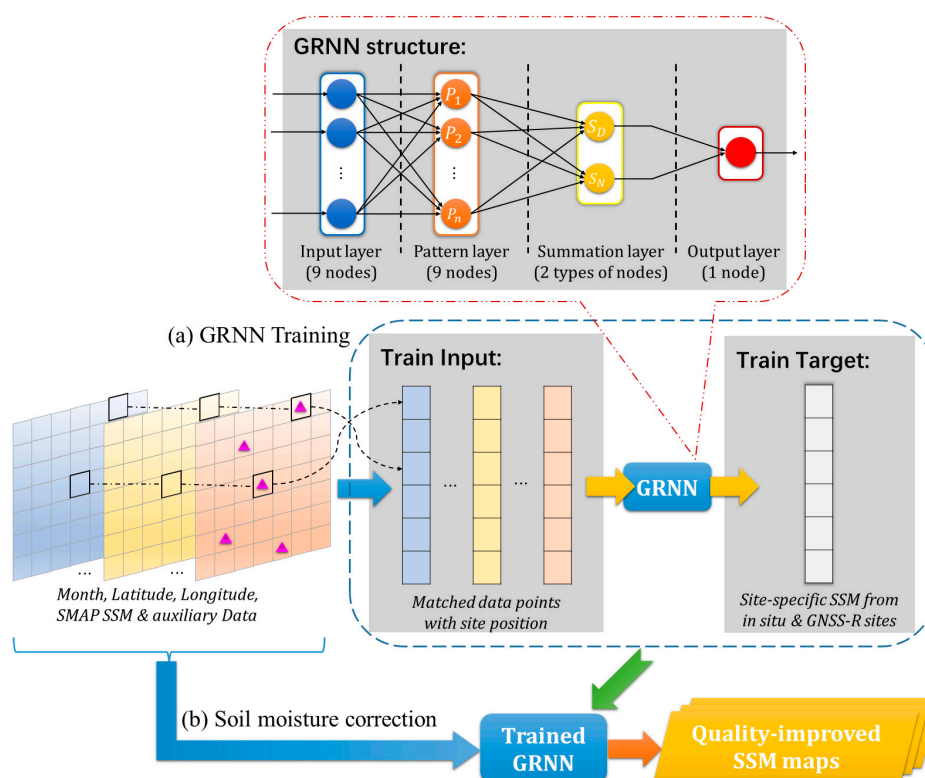 GRNN structure:
P1
P2
⋮
Pn
⋮
SD
SN
Input layer
(9 nodes)
Pattern layer
(9 nodes)
Summation layer
(2 types of nodes)
Output layer
(1 node)
(a) GRNN Training
Train Input:
Train Target:
...
...
GRNN
...
...
Month, Latitude, Longitude,
SMAP SSM & auxiliary Data
Matched data points
with site position
Site-specific SSM from
in situ & GNSS-R sites
(b) Soil moisture correction
Trained
GRNN
Quality-improved
SSM maps